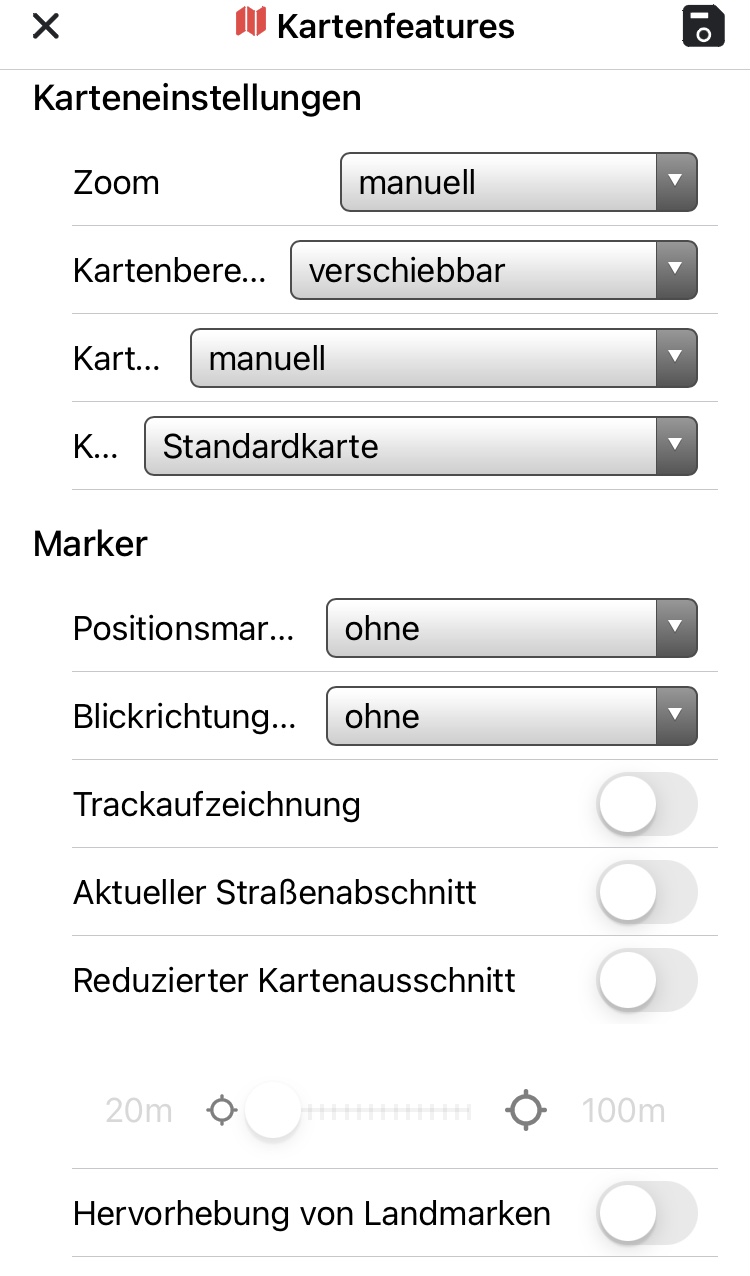 Kartenfeatures
Karteneinstellungen
Zoom manuell
Kartenbere... verschiebbar
Kart... manuell
K... Standardkarte
Marker
Positionsmar... ohne
Blickrichtung... ohne
Trackaufzeichnung
Aktueller Straßenabschnitt
Reduzierter Kartenausschnitt
20m 100m
Hervorhebung von Landmarken